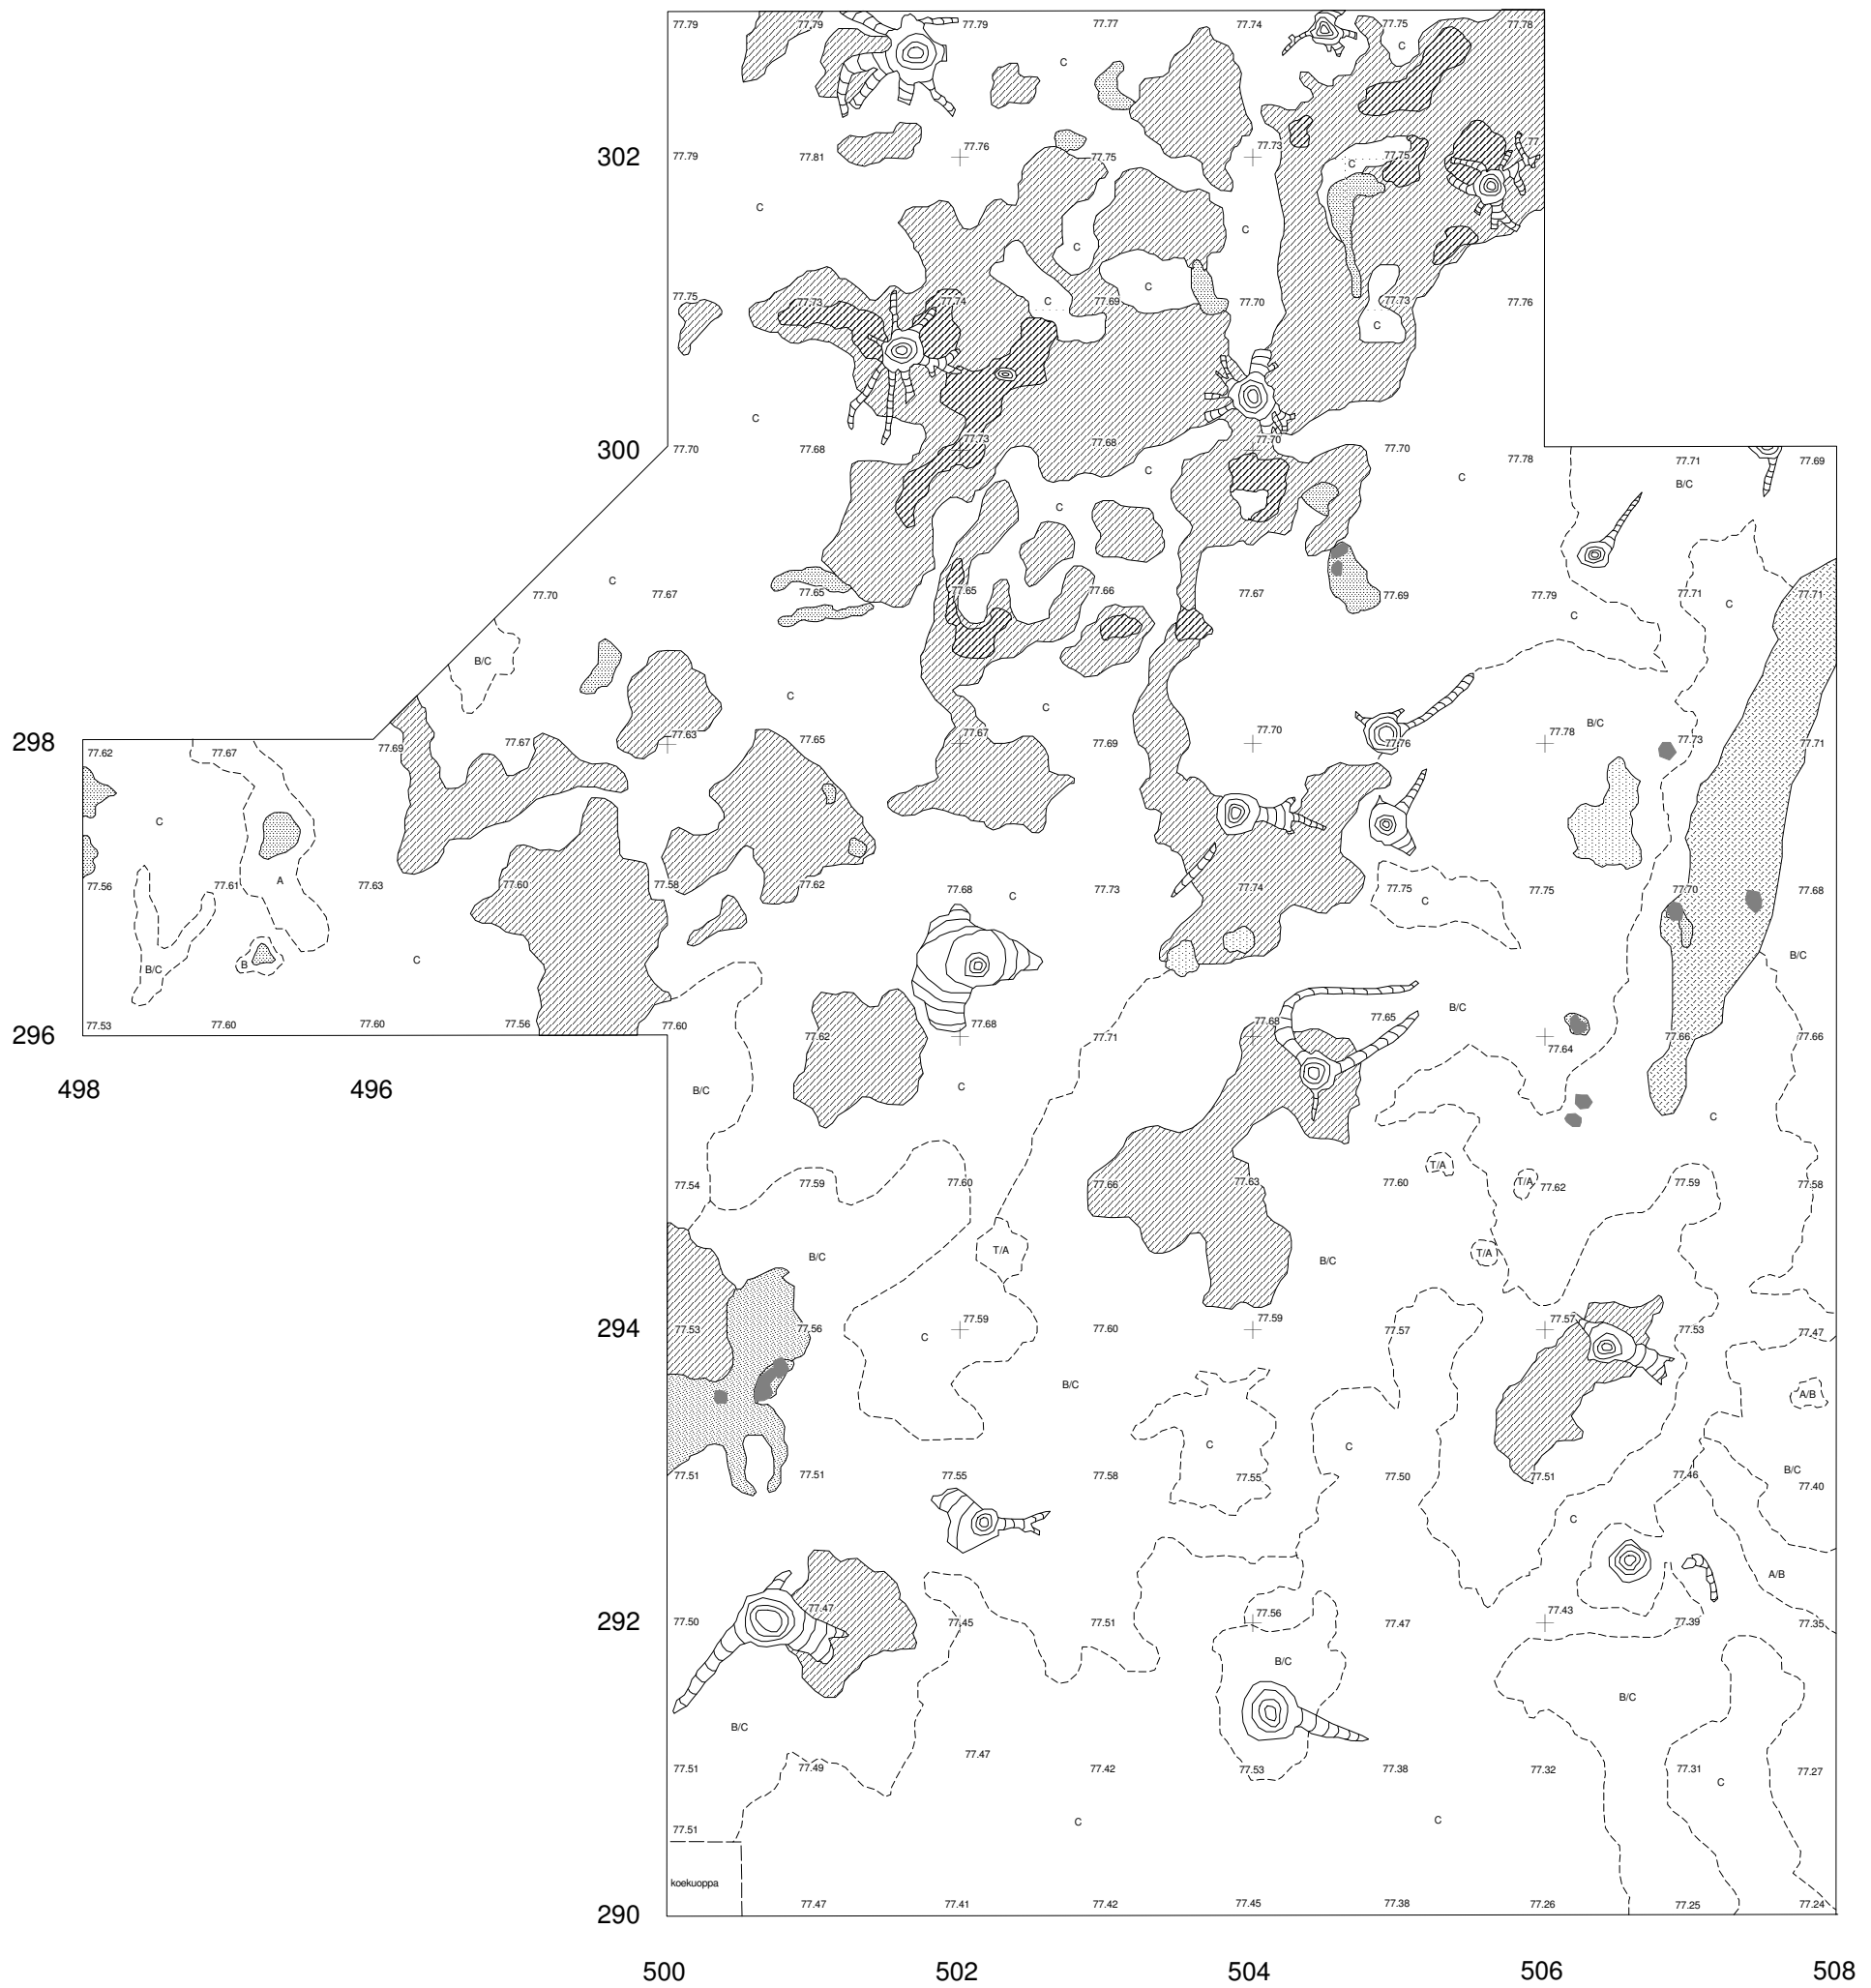 77.79 77.79 77.79 77.77 77.74 77.75 77.78
C
C
302 77.79 77.81 77.76 77.75 77.73 77.75 77.
C
C
C
C
C
77.75 77.73 77.74 C 77.69 77.70 77.73 77.76
C
C
300 77.70 77.68 77.73 77.68 77.70 77.70 77.78 77.71 77.69
C
C
B/C
C
C
77.70 77.67 77.65 77.65 77.66 77.67 77.69 77.79 77.71 77.71
C
C
B/C
C
C
B/C
298 77.62 77.67 77.69 77.67 77.63 77.65 77.67 77.69 77.70 77.76 77.78 77.73 77.71
C
77.56 77.61 A 77.63 77.60 77.58 77.62 77.68 C 77.73 77.74 77.75 77.75 77.70 77.68
C
B/C
B
C
B/C
B/C
296 77.53 77.60 77.60 77.56 77.60 77.62 77.68 77.71 77.68 77.65 77.64 77.66 77.66
498 496
B/C
C
C
T/A
77.54 77.59 77.60 77.66 77.63 77.60 T/A 77.62 77.59 77.58
B/C
T/A
B/C
T/A
294 77.53 77.56 77.59 77.60 77.59 77.57 77.57 77.53 77.47
C
B/C
A/B
C
C
77.51 77.51 77.55 77.58 77.55 77.50 77.51 77.46 B/C
77.40
C
A/B
292 77.50 77.47 77.45 77.51 77.56 77.47 77.43 77.39 77.35
B/C
B/C
B/C
77.51 77.49 77.47 77.42 77.53 77.38 77.32 77.31 77.27
C
C
C
77.51
koekuoppa
290 77.47 77.41 77.42 77.45 77.38 77.26 77.25 77.24
500 502 504 506 508